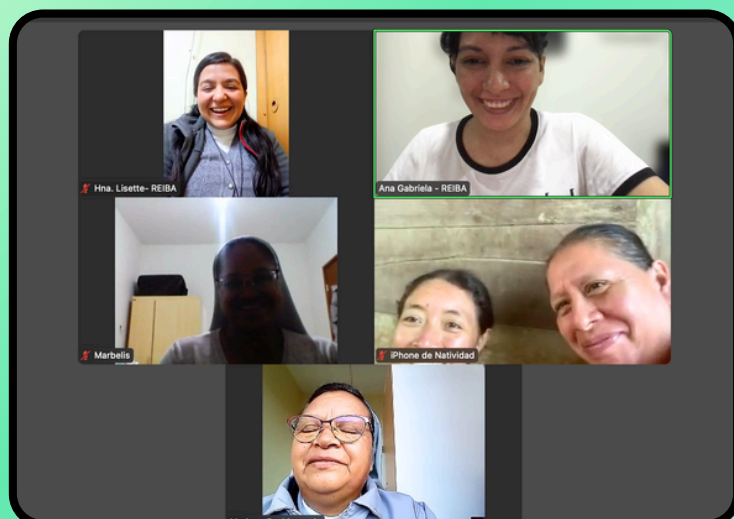 Hna. Lisette- REIBA
Ana Gabriela - REIBA
Marbelis
iPhone de Natividad